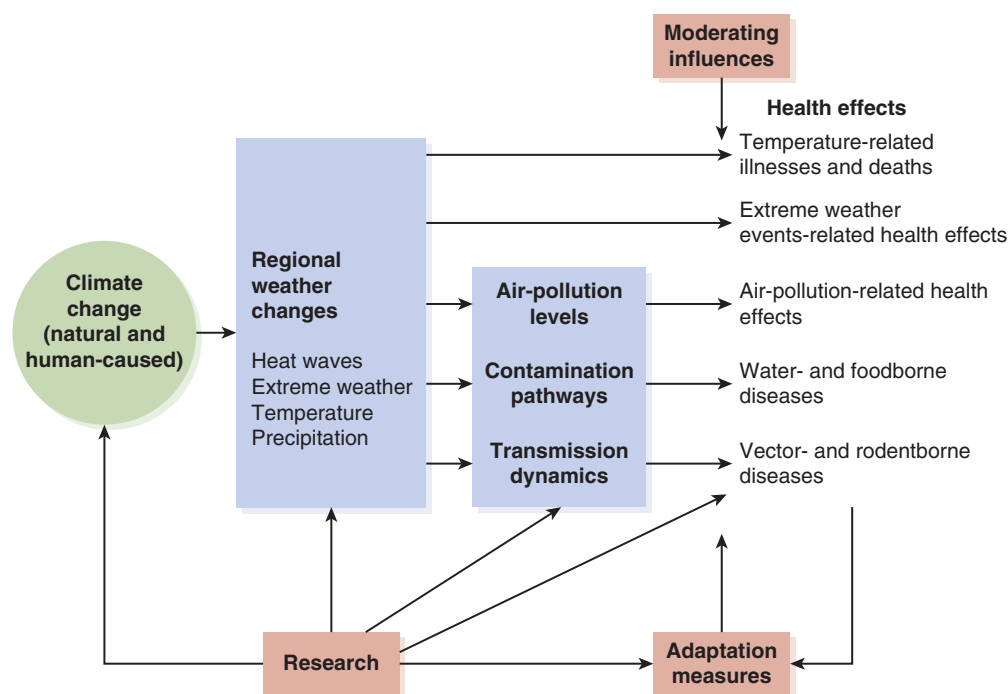 Moderating
influences
Health effects
Temperature-related
illnesses and deaths
Extreme weather
events-related health effects
Climate
change
(natural and
human-caused)
Regional
weather
changes
Heat waves
Extreme weather
Temperature
Precipitation
Air-pollution
levels
Contamination
pathways
Transmission
dynamics
Air-pollution-related health
effects
Water- and foodborne
diseases
Vector- and rodentborne
diseases
Research
Adaptation
measures